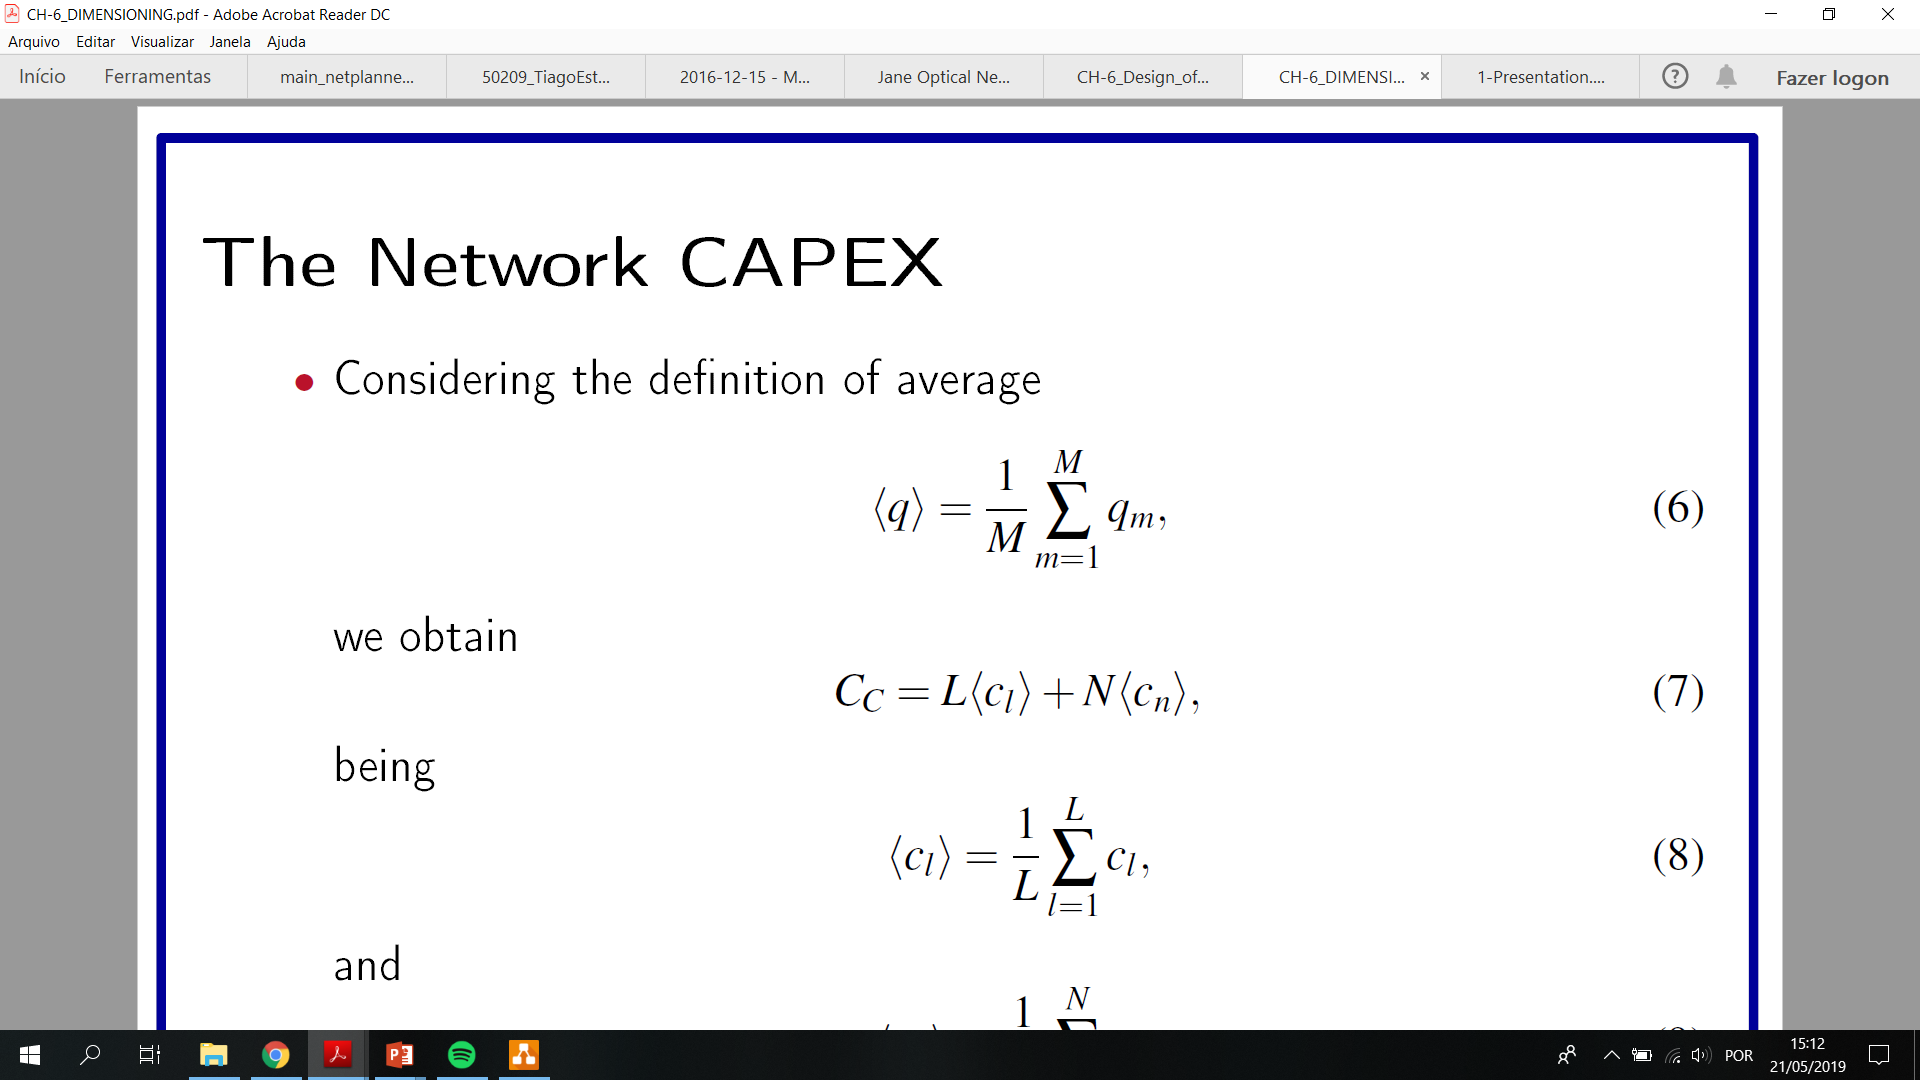 CH-6_DIMENSIONING.pdf - Adobe Acrobat Reader DC
Arquivo Editar Visualizar Janela Ajuda
Início Ferramentas main_netplanne... 50209_TiagoEst... 2016-12-15 - M... Jane Optical Ne... CH-6_Design_of... CH-6_DIMENSI... × 1-Presentation.... ? Fazer logon
The Network CAPEX
• Considering the definition of average
⟨q⟩ = 1/M ∑_{m=1}^{M} q_m, (6)
we obtain
C_C = L⟨c_l⟩ + N⟨c_n⟩, (7)
being
⟨c_l⟩ = 1/L ∑_{l=1}^{L} c_l, (8)
and
1 N
POR 15:12
21/05/2019